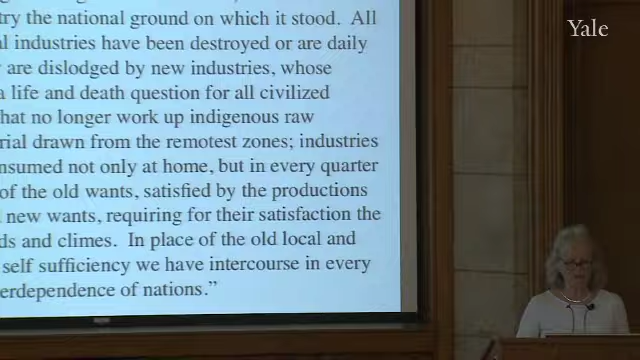 try the national ground on which it stood. All
l industries have been destroyed or are daily
are dislodged by new industries, whose
a life and death question for all civilized
hat no longer work up indigenous raw
rial drawn from the remotest zones; industries
nsumed not only at home, but in every quarter
of the old wants, satisfied by the productions
new wants, requiring for their satisfaction the
ds and climes. In place of the old local and
self sufficiency we have intercourse in every
erdependence of nations.”
Yale